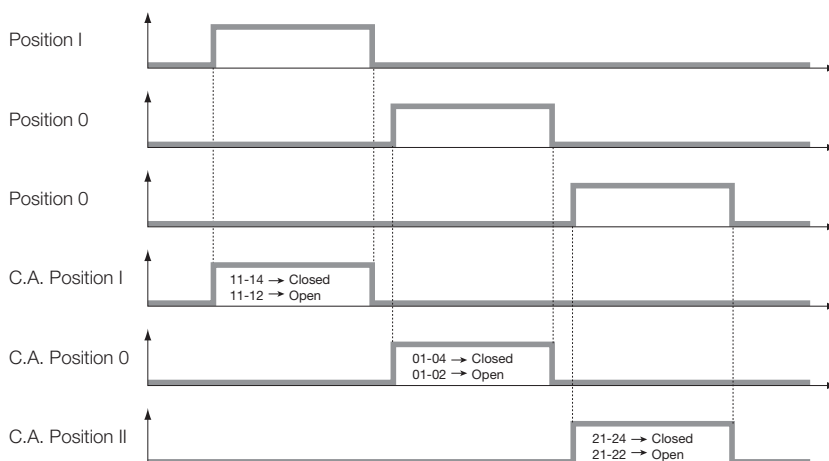 Position I
Position 0
Position 0
C.A. Position I
11-14 → Closed
11-12 → Open
C.A. Position 0
01-04 → Closed
01-02 → Open
C.A. Position II
21-24 → Closed
21-22 → Open